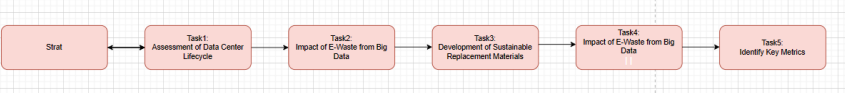 Strat
Task1:
Assessment of Data Center
Lifecycle
Task2:
Impact of E-Waste from Big
Data
Task3:
Development of Sustainable
Replacement Materials
Task4:
Impact of E-Waste from Big
Data
Task5:
Identify Key Metrics